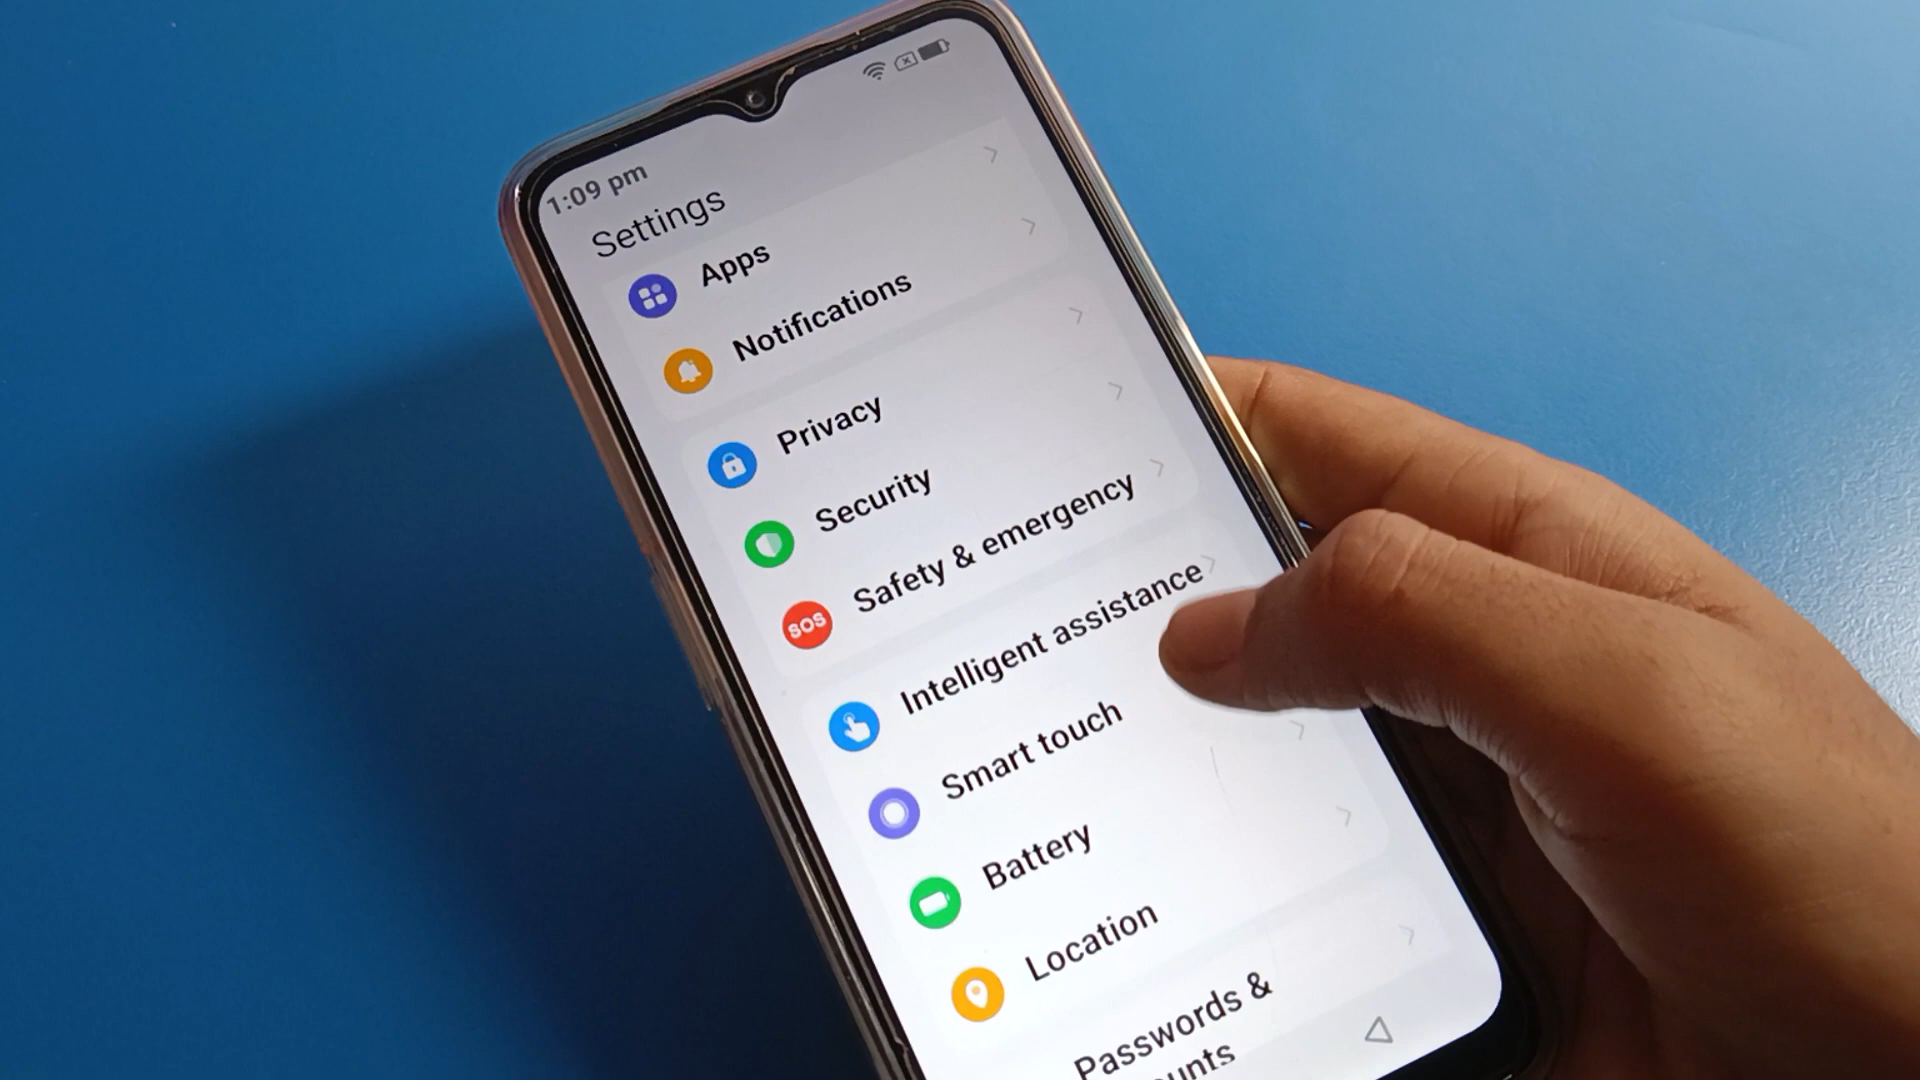 1:09 pm
Settings
Apps
Notifications
Privacy
Security
SOS
Safety & emergency
Intelligent assistance
Smart touch
Battery
Location
Passwords &